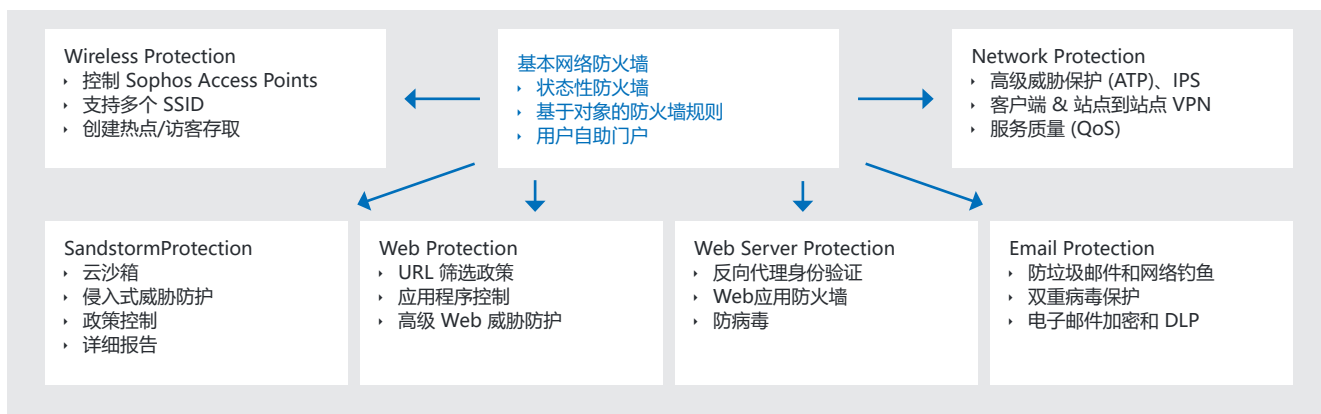 Wireless Protection
‣ 控制 Sophos Access Points
‣ 支持多个 SSID
‣ 创建热点/访客存取
基本网络防火墙
‣ 状态性防火墙
‣ 基于对象的防火墙规则
‣ 用户自助门户
Network Protection
‣ 高级威胁保护 (ATP)、IPS
‣ 客户端 & 站点到站点 VPN
‣ 服务质量 (QoS)
SandstormProtection
‣ 云沙箱
‣ 侵入式威胁防护
‣ 政策控制
‣ 详细报告
Web Protection
‣ URL 筛选政策
‣ 应用程序控制
‣ 高级 Web 威胁防护
Web Server Protection
‣ 反向代理身份验证
‣ Web应用防火墙
‣ 防病毒
Email Protection
‣ 防垃圾邮件和网络钓鱼
‣ 双重病毒保护
‣ 电子邮件加密和 DLP